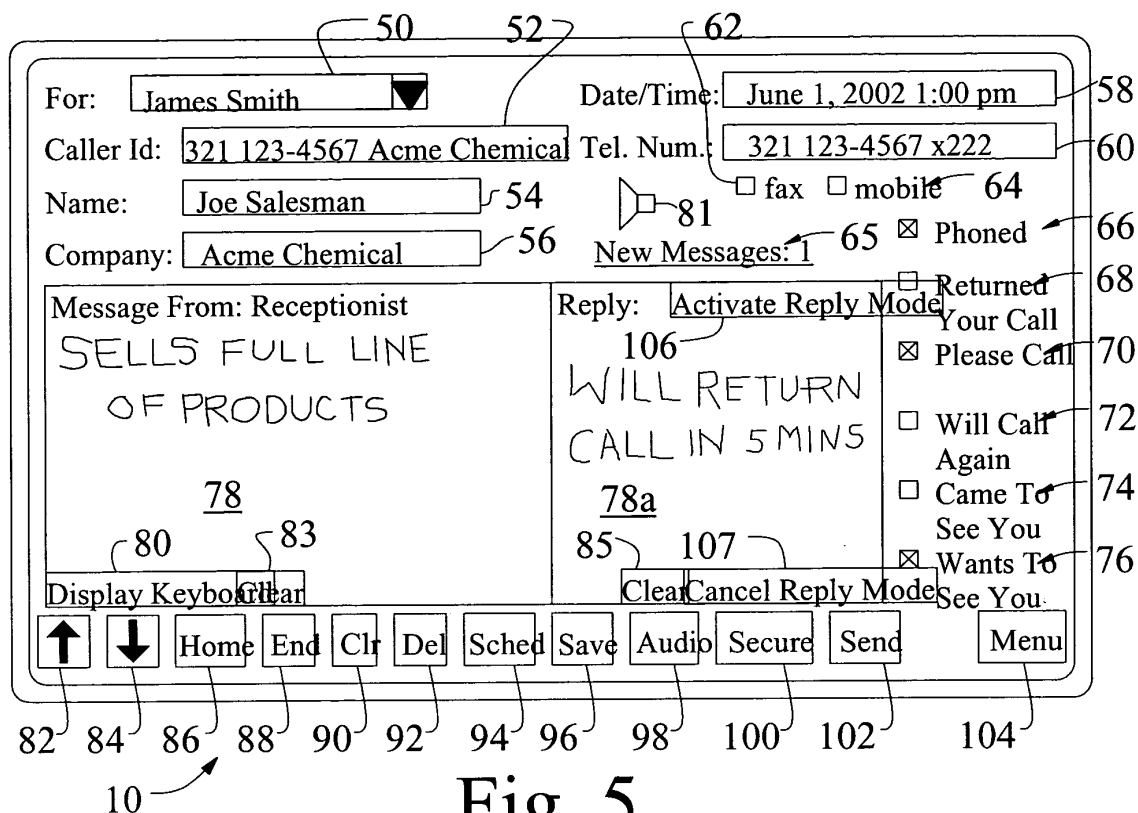 50 52 62
For: James Smith Date/Time: June 1, 2002 1:00 pm 58
Caller Id: 321 123-4567 Acme Chemical Tel. Num.: 321 123-4567 x222 60
Name: Joe Salesman 54 81 fax mobile 64
Company: Acme Chemical 56 New Messages: 1 65 Phoned 66
Message From: Receptionist Reply: Activate Reply Mode Returned 68
Your Call
SELLS FULL LINE 106 Please Call 70
OF PRODUCTS WILL RETURN
CALL IN 5 MINS Will Call 72
Again
78 78a Came To 74
See You
80 83 85 107 Wants To 76
Display Keyboard Clear Clear Cancel Reply Mode See You
Home End Clr Del Sched Save Audio Secure Send Menu
82 84 86 88 90 92 94 96 98 100 102 104
10
Fig. 5